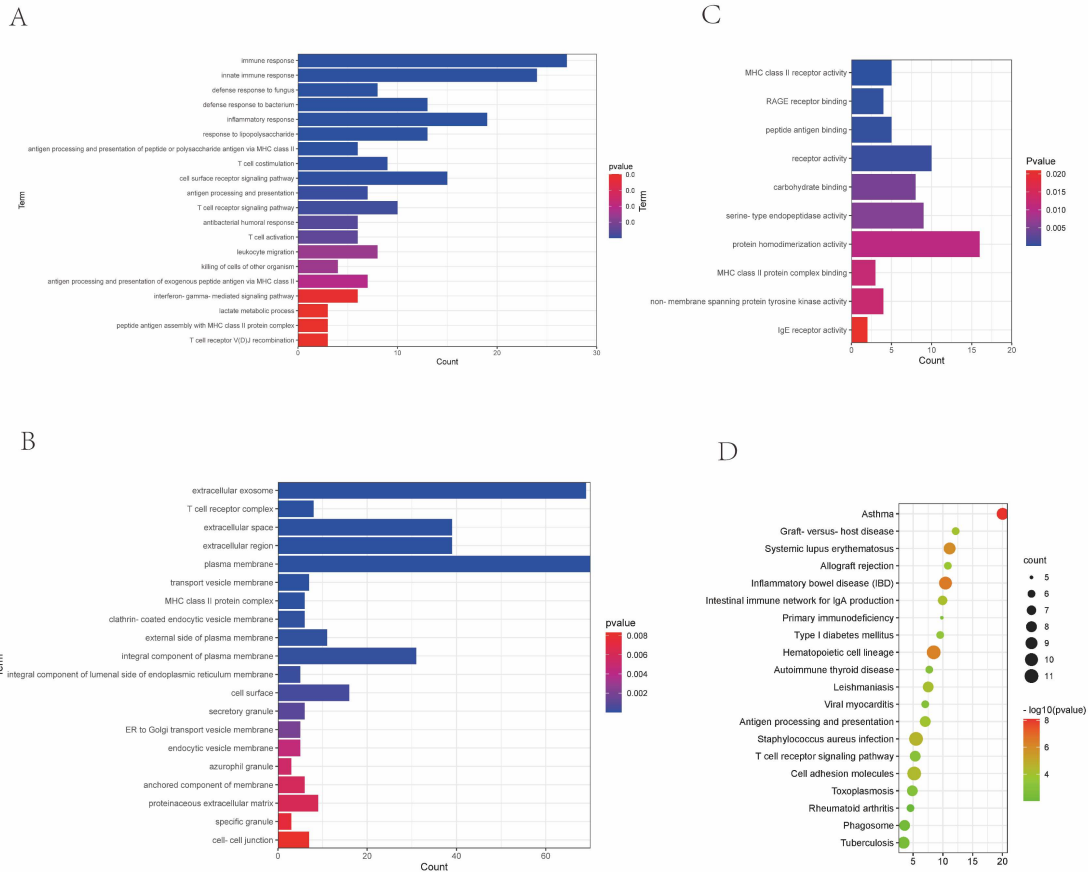 A
immune response
innate immune response
defense response to fungus
defense response to bacterium
inflammatory response
response to lipopolysaccharide
antigen processing and presentation of peptide or polysaccharide antigen via MHC class II
T cell costimulation
cell surface receptor signaling pathway
antigen processing and presentation
T cell receptor signaling pathway
antibacterial humoral response
T cell activation
leukocyte migration
killing of cells of other organism
antigen processing and presentation of exogenous peptide antigen via MHC class II
interferon- gamma- mediated signaling pathway
lactate metabolic process
peptide antigen assembly with MHC class II protein complex
T cell receptor V(D)J recombination
Term
0 10 20 30
Count
pvalue
0.0
0.0
0.0
0.0
C
MHC class II receptor activity
RAGE receptor binding
peptide antigen binding
receptor activity
carbohydrate binding
serine- type endopeptidase activity
protein homodimerization activity
MHC class II protein complex binding
non- membrane spanning protein tyrosine kinase activity
IgE receptor activity
Term
0 5 10 15 20
Count
Pvalue
0.020
0.015
0.010
0.005
B
extracellular exosome
T cell receptor complex
extracellular space
extracellular region
plasma membrane
transport vesicle membrane
MHC class II protein complex
clathrin- coated endocytic vesicle membrane
external side of plasma membrane
integral component of plasma membrane
integral component of lumenal side of endoplasmic reticulum membrane
cell surface
secretory granule
ER to Golgi transport vesicle membrane
endocytic vesicle membrane
azurophil granule
anchored component of membrane
proteinaceous extracellular matrix
specific granule
cell- cell junction
Term
0 20 40 60
Count
pvalue
0.008
0.006
0.004
0.002
D
Asthma
Graft- versus- host disease
Systemic lupus erythematosus
Allograft rejection
Inflammatory bowel disease (IBD)
Intestinal immune network for IgA production
Primary immunodeficiency
Type I diabetes mellitus
Hematopoietic cell lineage
Autoimmune thyroid disease
Leishmaniasis
Viral myocarditis
Antigen processing and presentation
Staphylococcus aureus infection
T cell receptor signaling pathway
Cell adhesion molecules
Toxoplasmosis
Rheumatoid arthritis
Phagosome
Tuberculosis
5 10 15 20
count
5
6
7
8
9
10
11
- log10(pvalue)
8
6
4